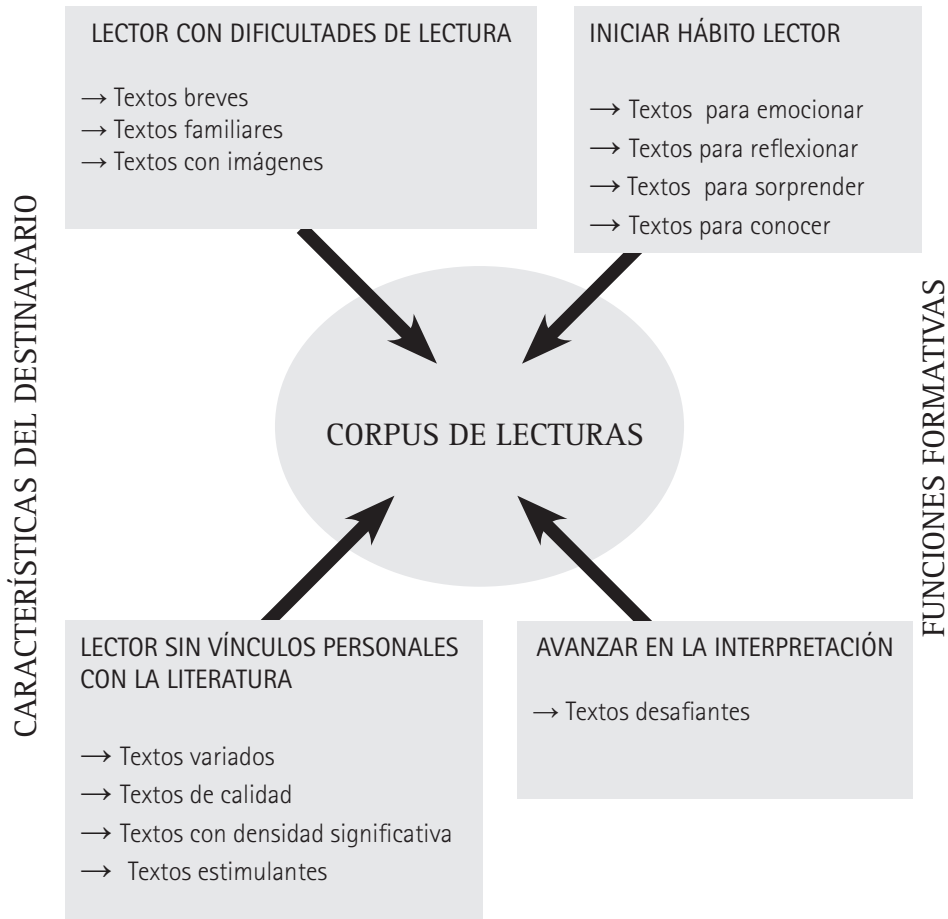 CARACTERÍSTICAS DEL DESTINATARIO
LECTOR CON DIFICULTADES DE LECTURA
→ Textos breves
→ Textos familiares
→ Textos con imágenes
INICIAR HÁBITO LECTOR
→ Textos para emocionar
→ Textos para reflexionar
→ Textos para sorprender
→ Textos para conocer
CORPUS DE LECTURAS
LECTOR SIN VÍNCULOS PERSONALES
CON LA LITERATURA
→ Textos variados
→ Textos de calidad
→ Textos con densidad significativa
→ Textos estimulantes
AVANZAR EN LA INTERPRETACIÓN
→ Textos desafiantes
FUNCIONES FORMATIVAS